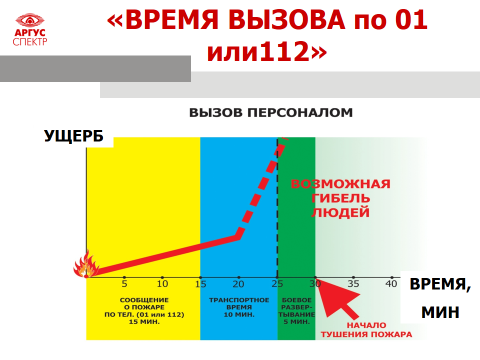 АРГУС
СПЕКТР
«ВРЕМЯ ВЫЗОВА по 01
или112»
ВЫЗОВ ПЕРСОНАЛОМ
УЩЕРБ
ВОЗМОЖНАЯ
ГИБЕЛЬ
ЛЮДЕЙ
5 10 15 20 25 30 35 40
ВРЕМЯ,
МИН
СООБЩЕНИЕ
О ПОЖАРЕ
ПО ТЕЛ. (01 или 112)
15 МИН.
ТРАНСПОРТНОЕ
ВРЕМЯ
10 МИН.
БОЕВОЕ
РАЗВЕР-
ТЫВАНИЕ
5 МИН.
НАЧАЛО
ТУШЕНИЯ ПОЖАРА